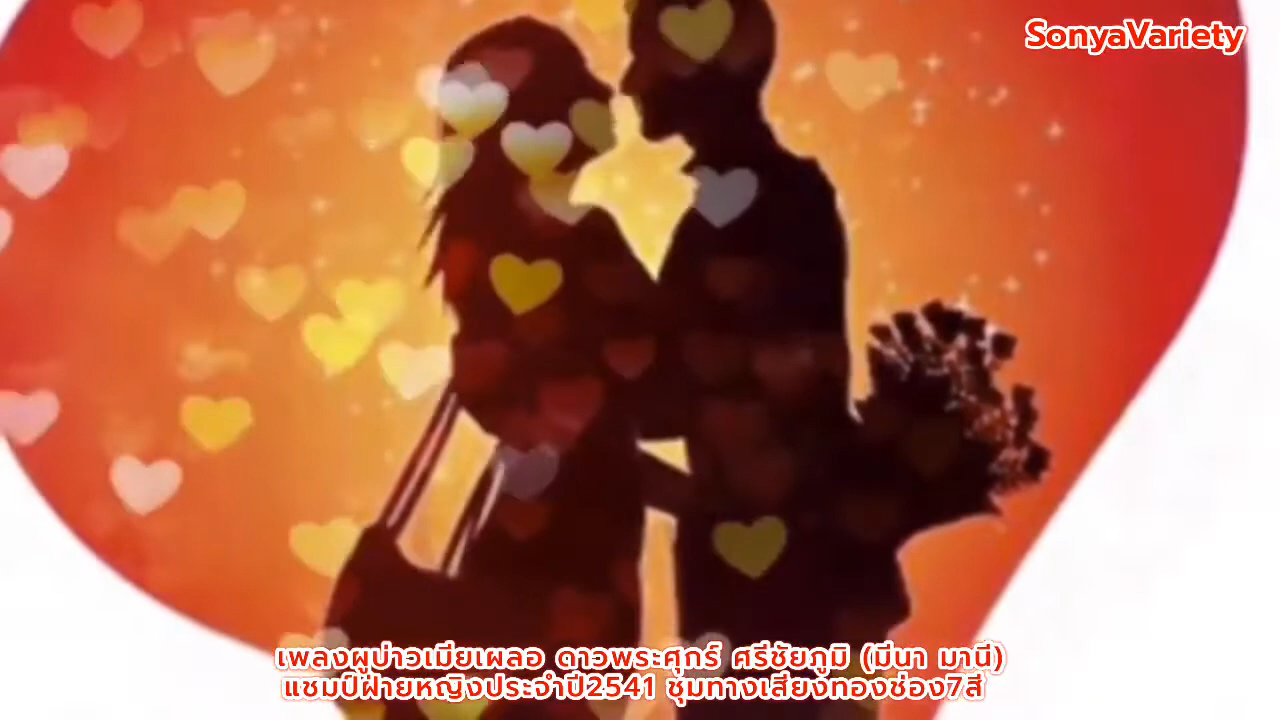 SonyaVariety
เพลงผู้บ่าวเมียเผลอ ดาวพระศุกร์ ศรีชัยภูมิ (มีนา มานี)
แชมป์ฝ่ายหญิงประจำปี2541 ชุมทางเสียงทองช่อง7สี